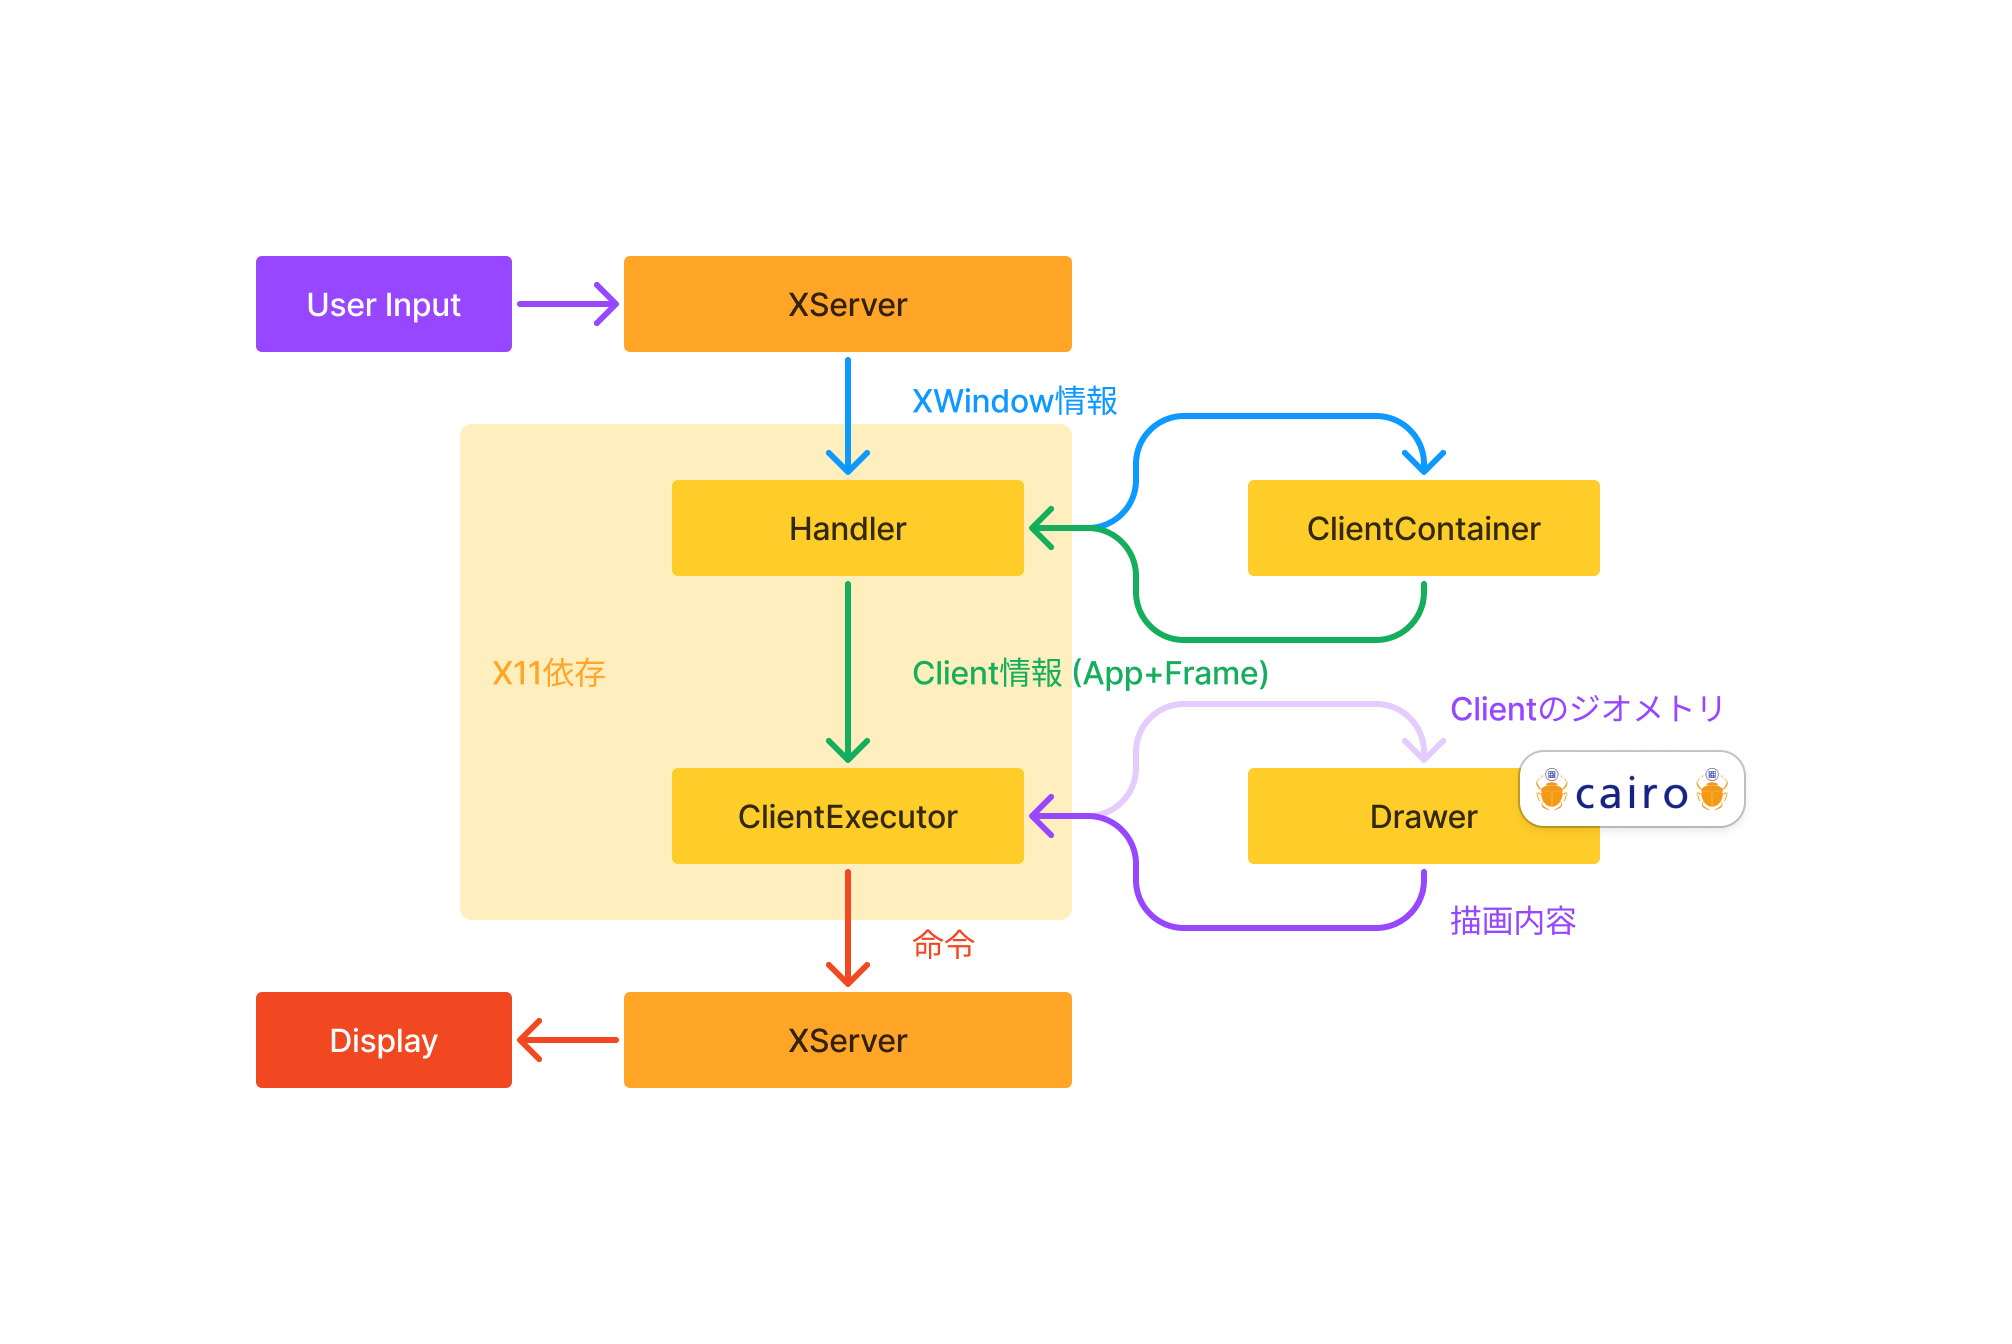 User Input
XServer
XWindow情報
Handler
ClientContainer
X11依存
Client情報 (App+Frame)
Clientのジオメトリ
cairo
ClientExecutor
Drawer
描画内容
命令
Display
XServer